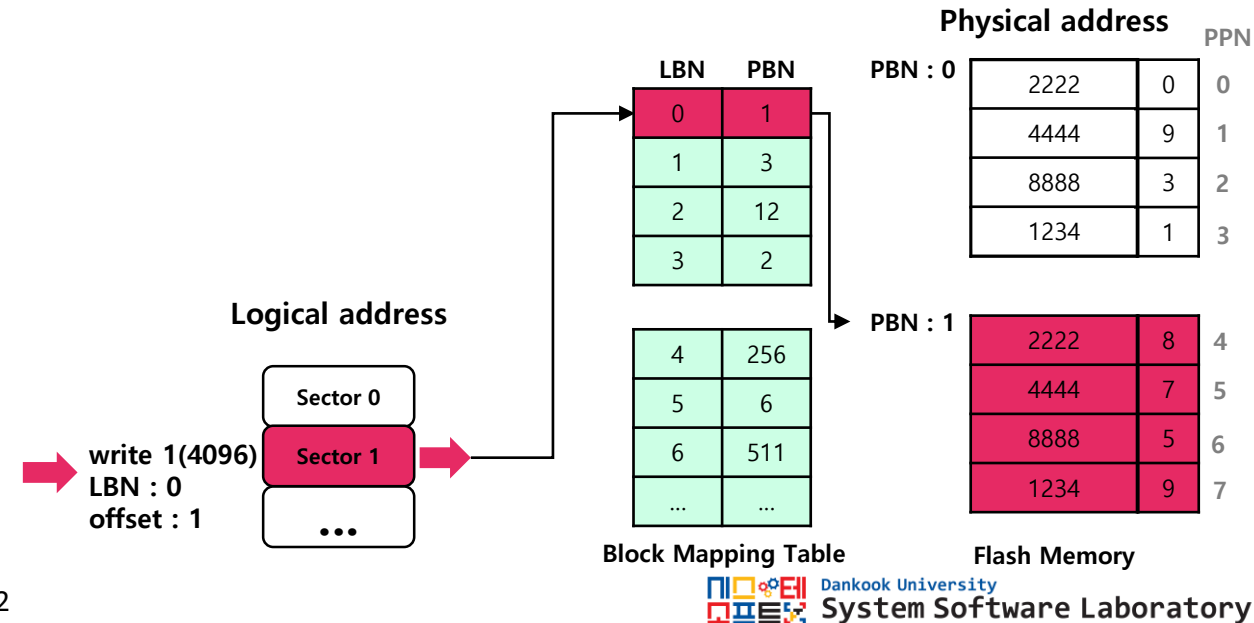 Physical address
PPN
LBN PBN
0 1
1 3
2 12
3 2
4 256
5 6
6 511
... ...
Block Mapping Table
PBN : 0
2222 0 0
4444 9 1
8888 3 2
1234 1 3
PBN : 1
2222 8 4
4444 7 5
8888 5 6
1234 9 7
Flash Memory
Logical address
Sector 0
Sector 1
...
write 1(4096)
LBN : 0
offset : 1
2
Dankook University
System Software Laboratory